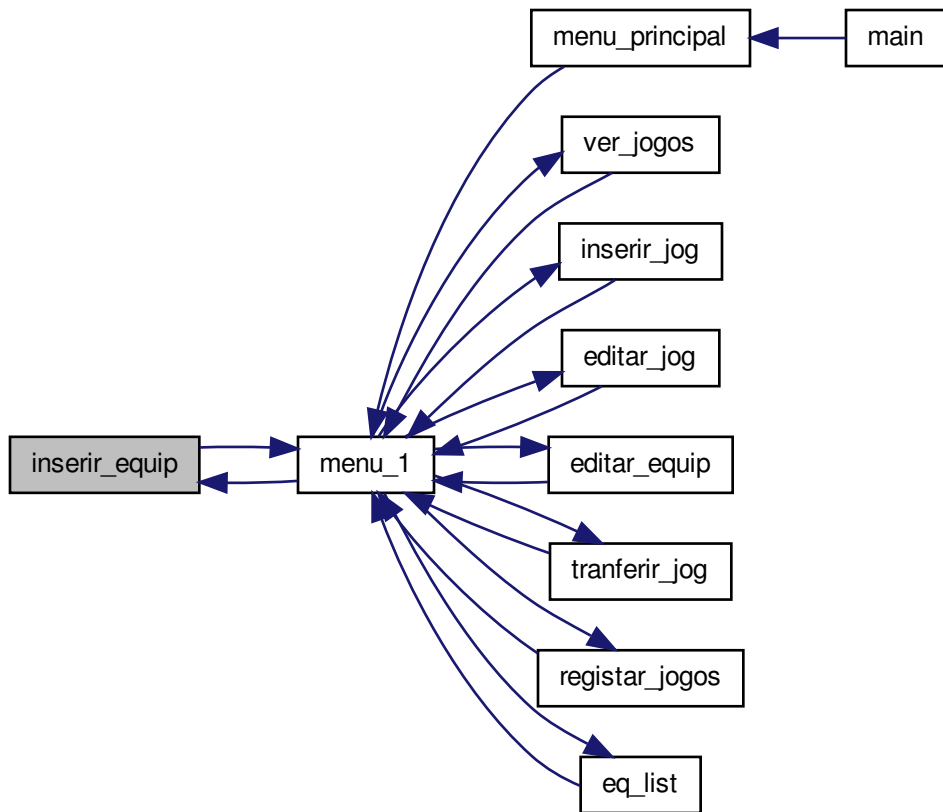 menu_principal
main
ver_jogos
inserir_jog
editar_jog
inserir_equip
menu_1
editar_equip
tranferir_jog
registar_jogos
eq_list